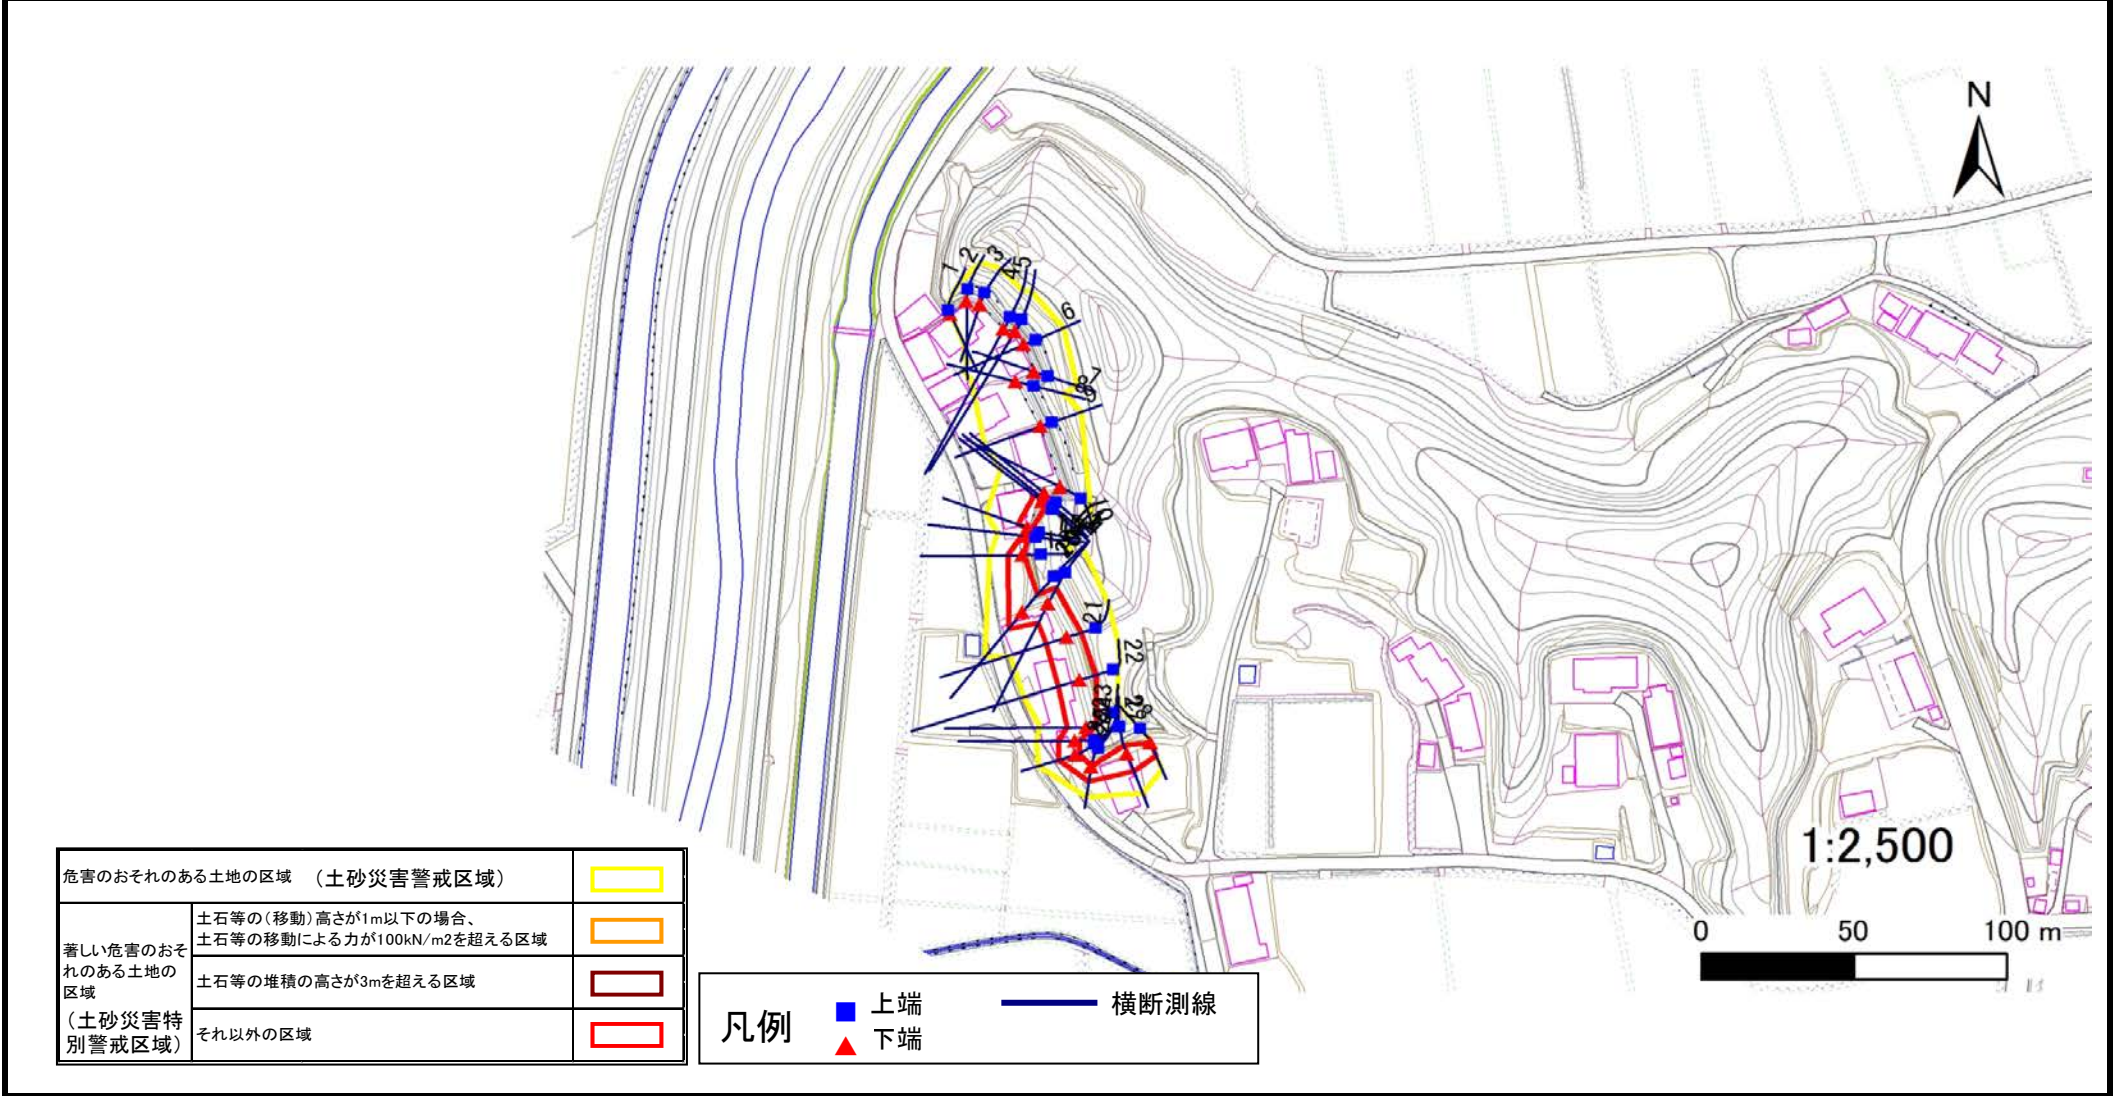 N
1
2
3
4
5
6
7
8
9
21
22
1:2,500
0 50 100 m
危害のおそれのある土地の区域 （土砂災害警戒区域）
著しい危害のおそ
れのある土地の
区域
（土砂災害特
別警戒区域）
土石等の（移動）高さが1m以下の場合、
土石等の移動による力が100kN/m2を超える区域
土石等の堆積の高さが3mを超える区域
それ以外の区域
凡例
上端
下端
横断測線